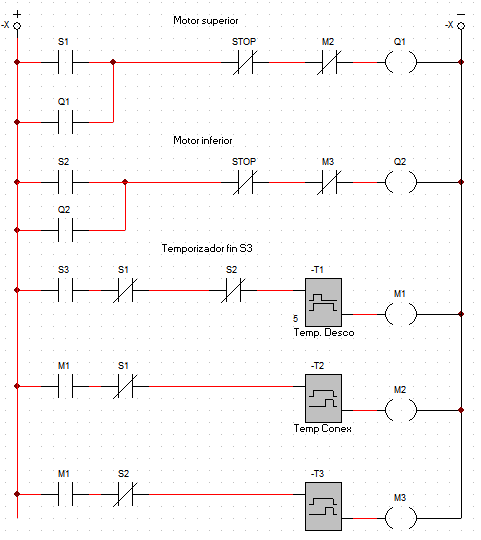 + −
-X Motor superior -X
S1 STOP M2 Q1
Q1
Motor inferior
S2 STOP M3 Q2
Q2
Temporizador fin S3
S3 S1 S2 -T1
M1
5
Temp. Desco
M1 S1 -T2
M2
Temp Conex
M1 S2 -T3
M3